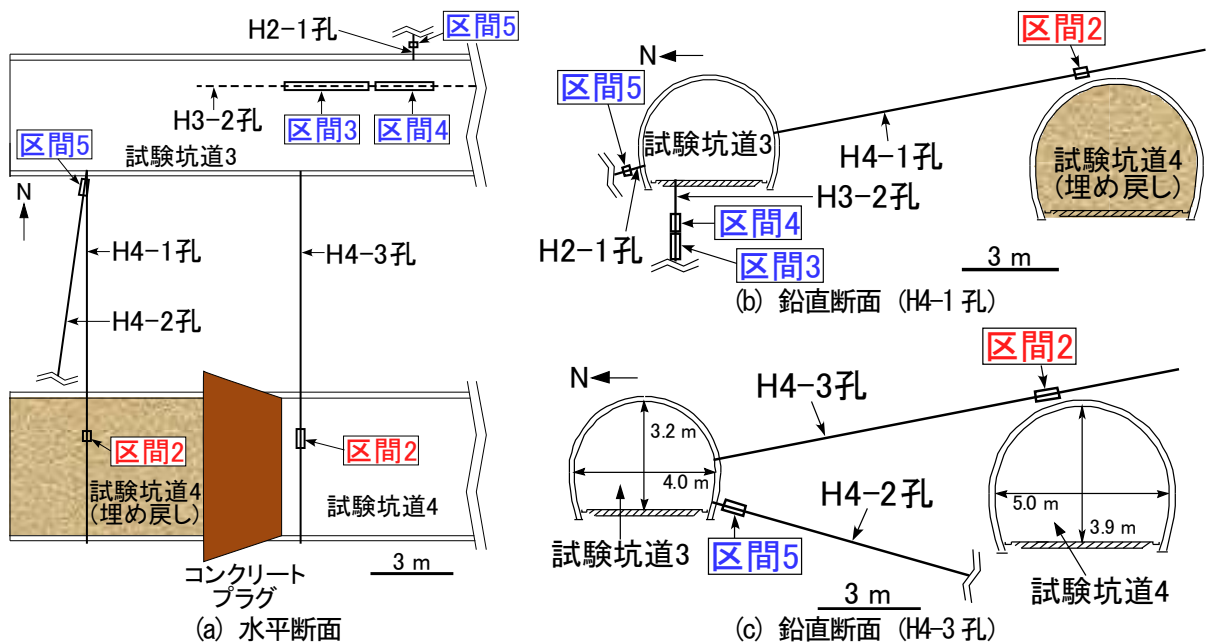 H2-1孔
区間5
H3-2孔
区間3
区間4
試験坑道3
区間5
N
H4-1孔
H4-3孔
H4-2孔
区間2
区間2
試験坑道4
(埋め戻し)
試験坑道4
コンクリート
プラグ
3 m
(a) 水平断面
N
区間2
区間5
試験坑道3
H4-1孔
試験坑道4
(埋め戻し)
H3-2孔
区間4
H2-1孔
区間3
3 m
(b) 鉛直断面 (H4-1孔)
区間2
N
H4-3孔
3.2 m
4.0 m
H4-2孔
5.0 m
3.9 m
試験坑道3
区間5
試験坑道4
3 m
(c) 鉛直断面 (H4-3孔)